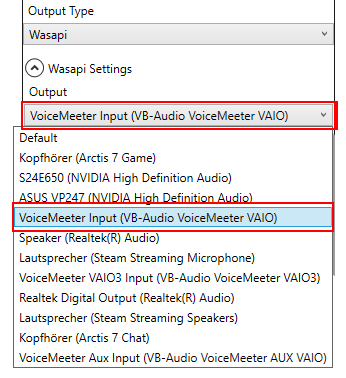 Output Type
Wasapi
Wasapi Settings
Output
VoiceMeeter Input (VB-Audio VoiceMeeter VAIO)
Default
Kopfhörer (Arctis 7 Game)
S24E650 (NVIDIA High Definition Audio)
ASUS VP247 (NVIDIA High Definition Audio)
VoiceMeeter Input (VB-Audio VoiceMeeter VAIO)
Speaker (Realtek(R) Audio)
Lautsprecher (Steam Streaming Microphone)
VoiceMeeter VAIO3 Input (VB-Audio VoiceMeeter VAIO3)
Realtek Digital Output (Realtek(R) Audio)
Lautsprecher (Steam Streaming Speakers)
Kopfhörer (Arctis 7 Chat)
VoiceMeeter Aux Input (VB-Audio VoiceMeeter AUX VAIO)